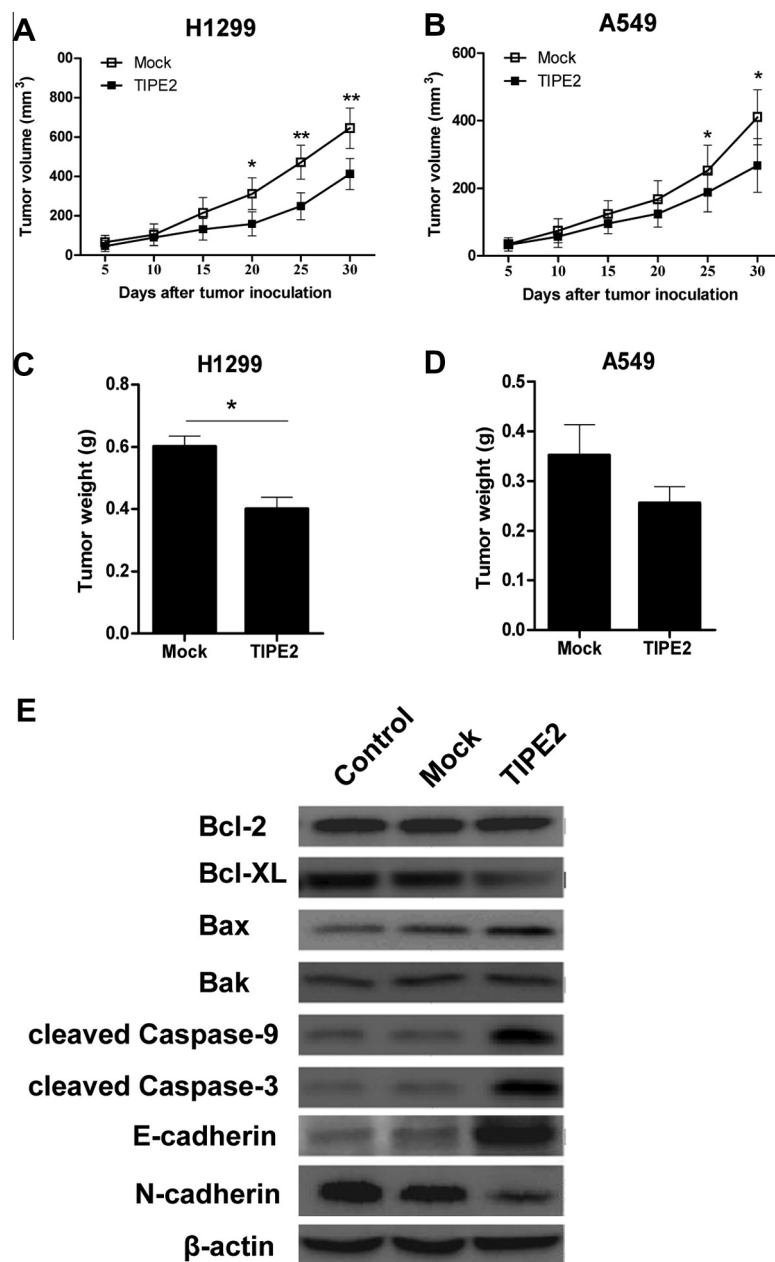 A
H1299
Tumor volume (mm3)
Mock
TIPE2
00
800
600
400
200
0
*
**
**
5 10 15 20 25 30
Days after tumor inoculation
B
A549
Tumor volume (mm3)
Mock
TIPE2
600
400
200
0
*
*
5 10 15 20 25 30
Days after tumor inoculation
C
H1299
Tumor weight (g)
0.8
0.6
0.4
0.2
0.0
*
Mock TIPE2
D
A549
Tumor weight (g)
0.5
0.4
0.3
0.2
0.1
0.0
Mock TIPE2
E
Control Mock TIPE2
Bcl-2
Bcl-XL
Bax
Bak
cleaved Caspase-9
cleaved Caspase-3
E-cadherin
N-cadherin
β-actin